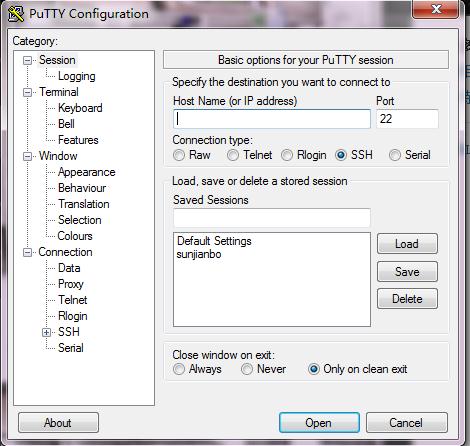 PuTTY Configuration
Category:
Session
Logging
Terminal
Keyboard
Bell
Features
Window
Appearance
Behaviour
Translation
Selection
Colours
Connection
Data
Proxy
Telnet
Rlogin
SSH
Serial
Basic options for your PuTTY session
Specify the destination you want to connect to
Host Name (or IP address) Port
22
Connection type:
Raw Telnet Rlogin SSH Serial
Load, save or delete a stored session
Saved Sessions
Default Settings
sunjianbo
Load
Save
Delete
Close window on exit:
Always Never Only on clean exit
About Open Cancel